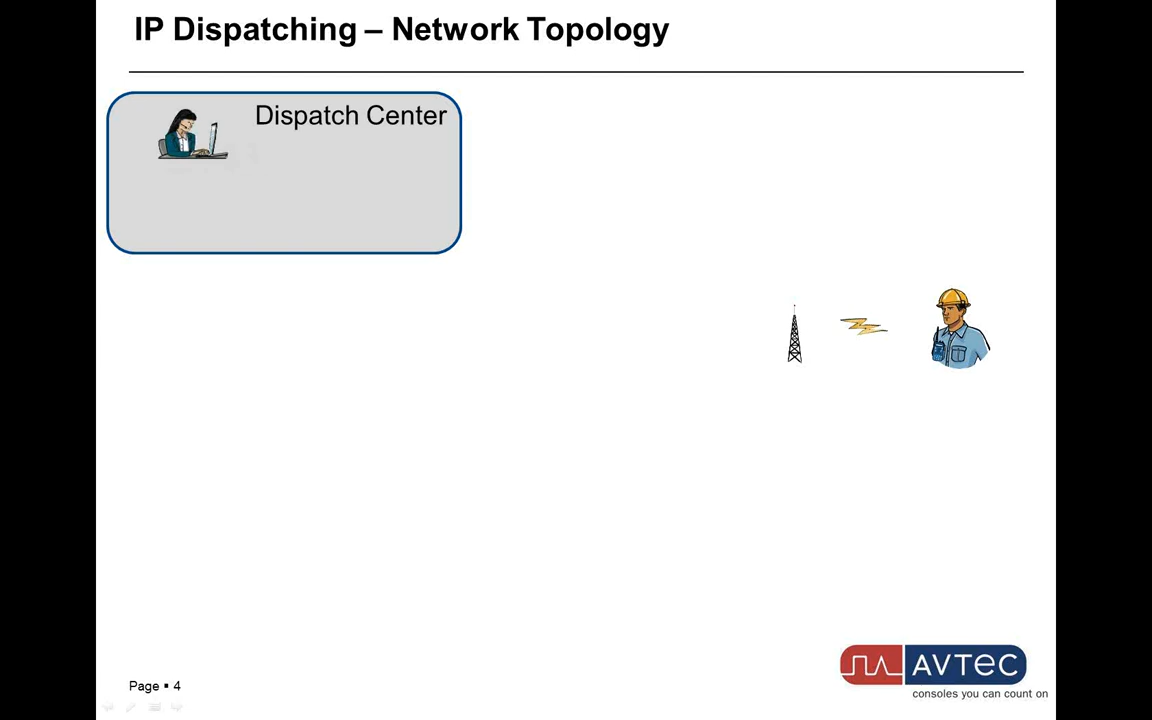 IP Dispatching – Network Topology
Dispatch Center
AVTEC
consoles you can count on
Page ▪ 4